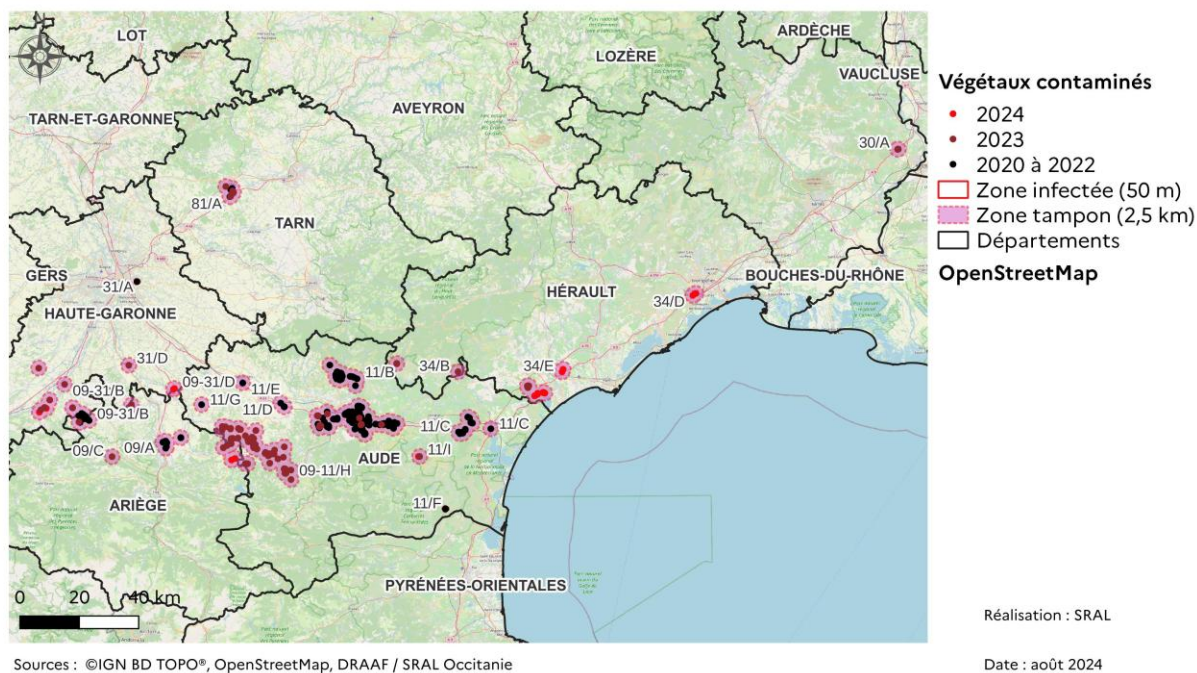 LOT
ARDÈCHE
LOZÈRE
VAUCLUSE
AVEYRON
TARN-ET-GARONNE
30/A
81/A
TARN
GERS
31/A
BOUCHES-DU-RHÔNE
HÉRAULT
34/D
HAUTE-GARONNE
31/D
11/B
34/B
34/E
09-31/D
11/E
09-31/B
11/G
11/D
09-31/B
11/C
11/C
09/C
09/A
AUDE
11/I
09-11/H
ARIÈGE
11/F
PYRÉNÉES-ORIENTALES
0 20 40 km
Végétaux contaminés
2024
2023
2020 à 2022
Zone infectée (50 m)
Zone tampon (2,5 km)
Départements
OpenStreetMap
Réalisation : SRAL
Sources : ©IGN BD TOPO®, OpenStreetMap, DRAAF / SRAL Occitanie
Date : août 2024